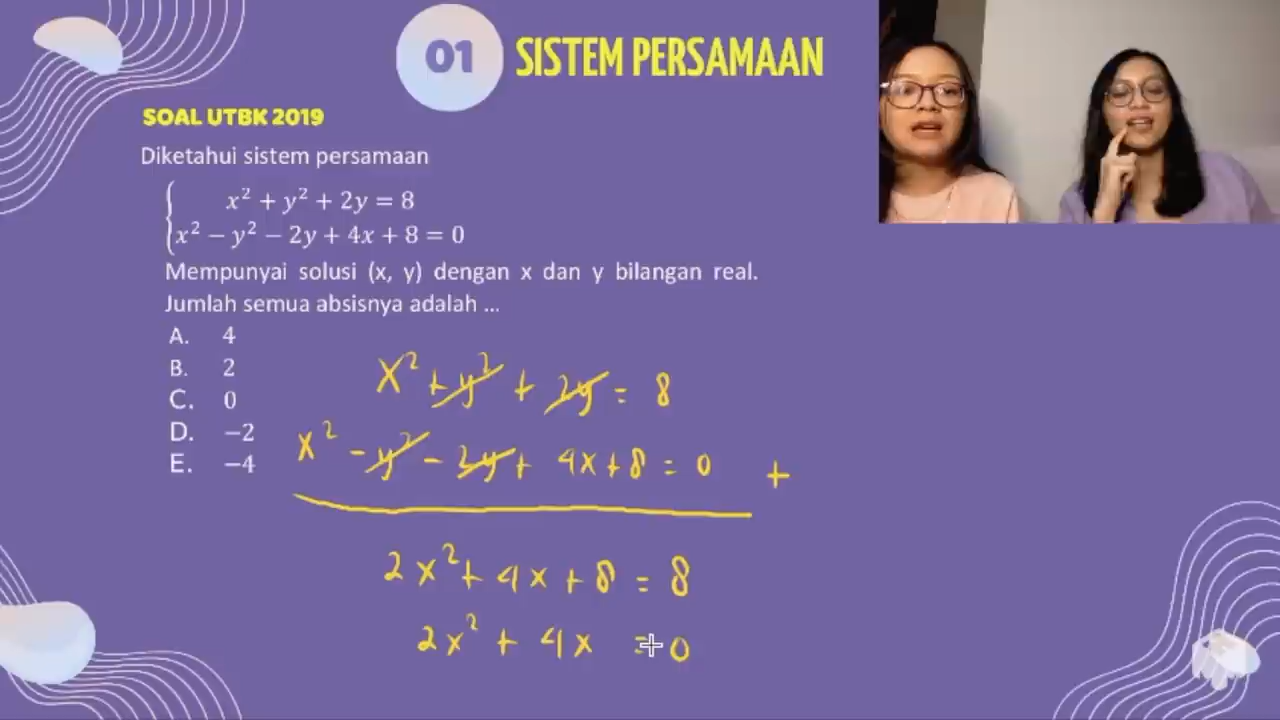 01 SISTEM PERSAMAAN
SOAL UTBK 2019
Diketahui sistem persamaan
x² + y² + 2y = 8
x² − y² − 2y + 4x + 8 = 0
Mempunyai solusi (x, y) dengan x dan y bilangan real.
Jumlah semua absisnya adalah ...
A. 4
B. 2
C. 0
D. −2
E. −4
x² + y² + 2y = 8
x² - y² - 2y + 4x + 8 = 0 +
2x² + 4x + 8 = 8
2x² + 4x = 0